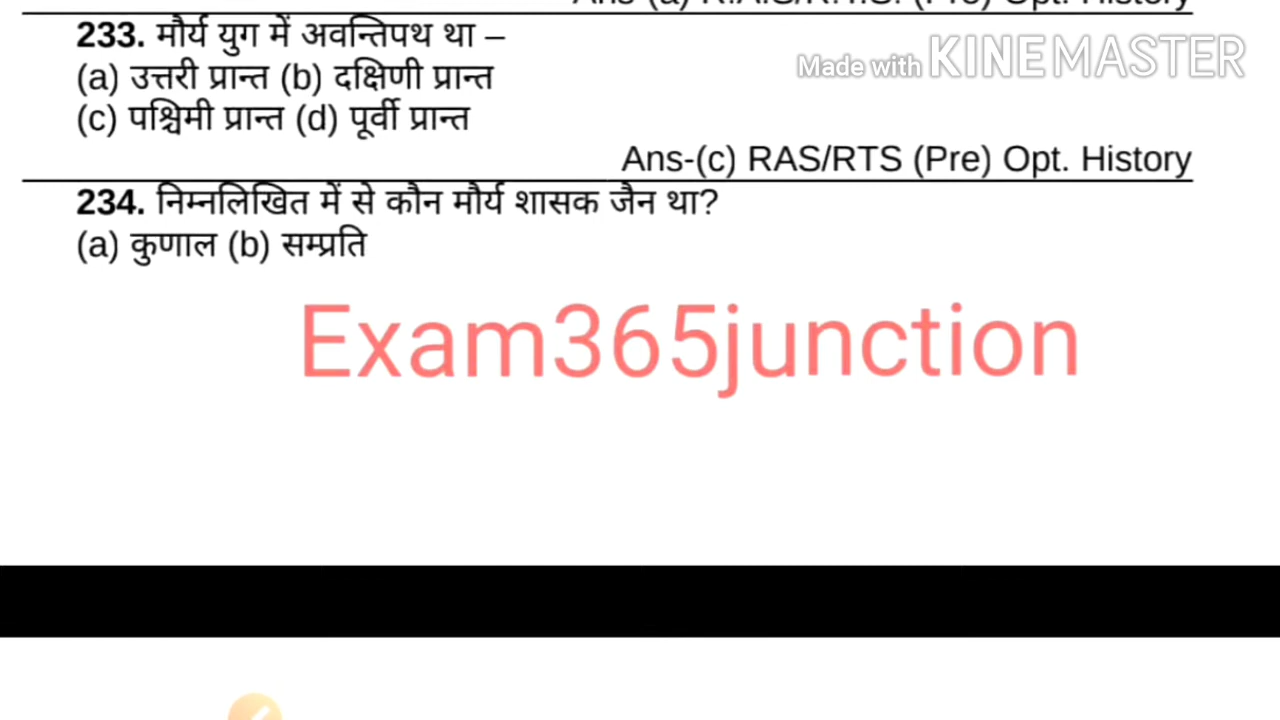 233. मौर्य युग में अवन्तिपथ था –
Made with KINEMASTER
(a) उत्तरी प्रान्त (b) दक्षिणी प्रान्त
(c) पश्चिमी प्रान्त (d) पूर्वी प्रान्त
Ans-(c) RAS/RTS (Pre) Opt. History
234. निम्नलिखित में से कौन मौर्य शासक जैन था?
(a) कुणाल (b) सम्प्रति
Exam365junction